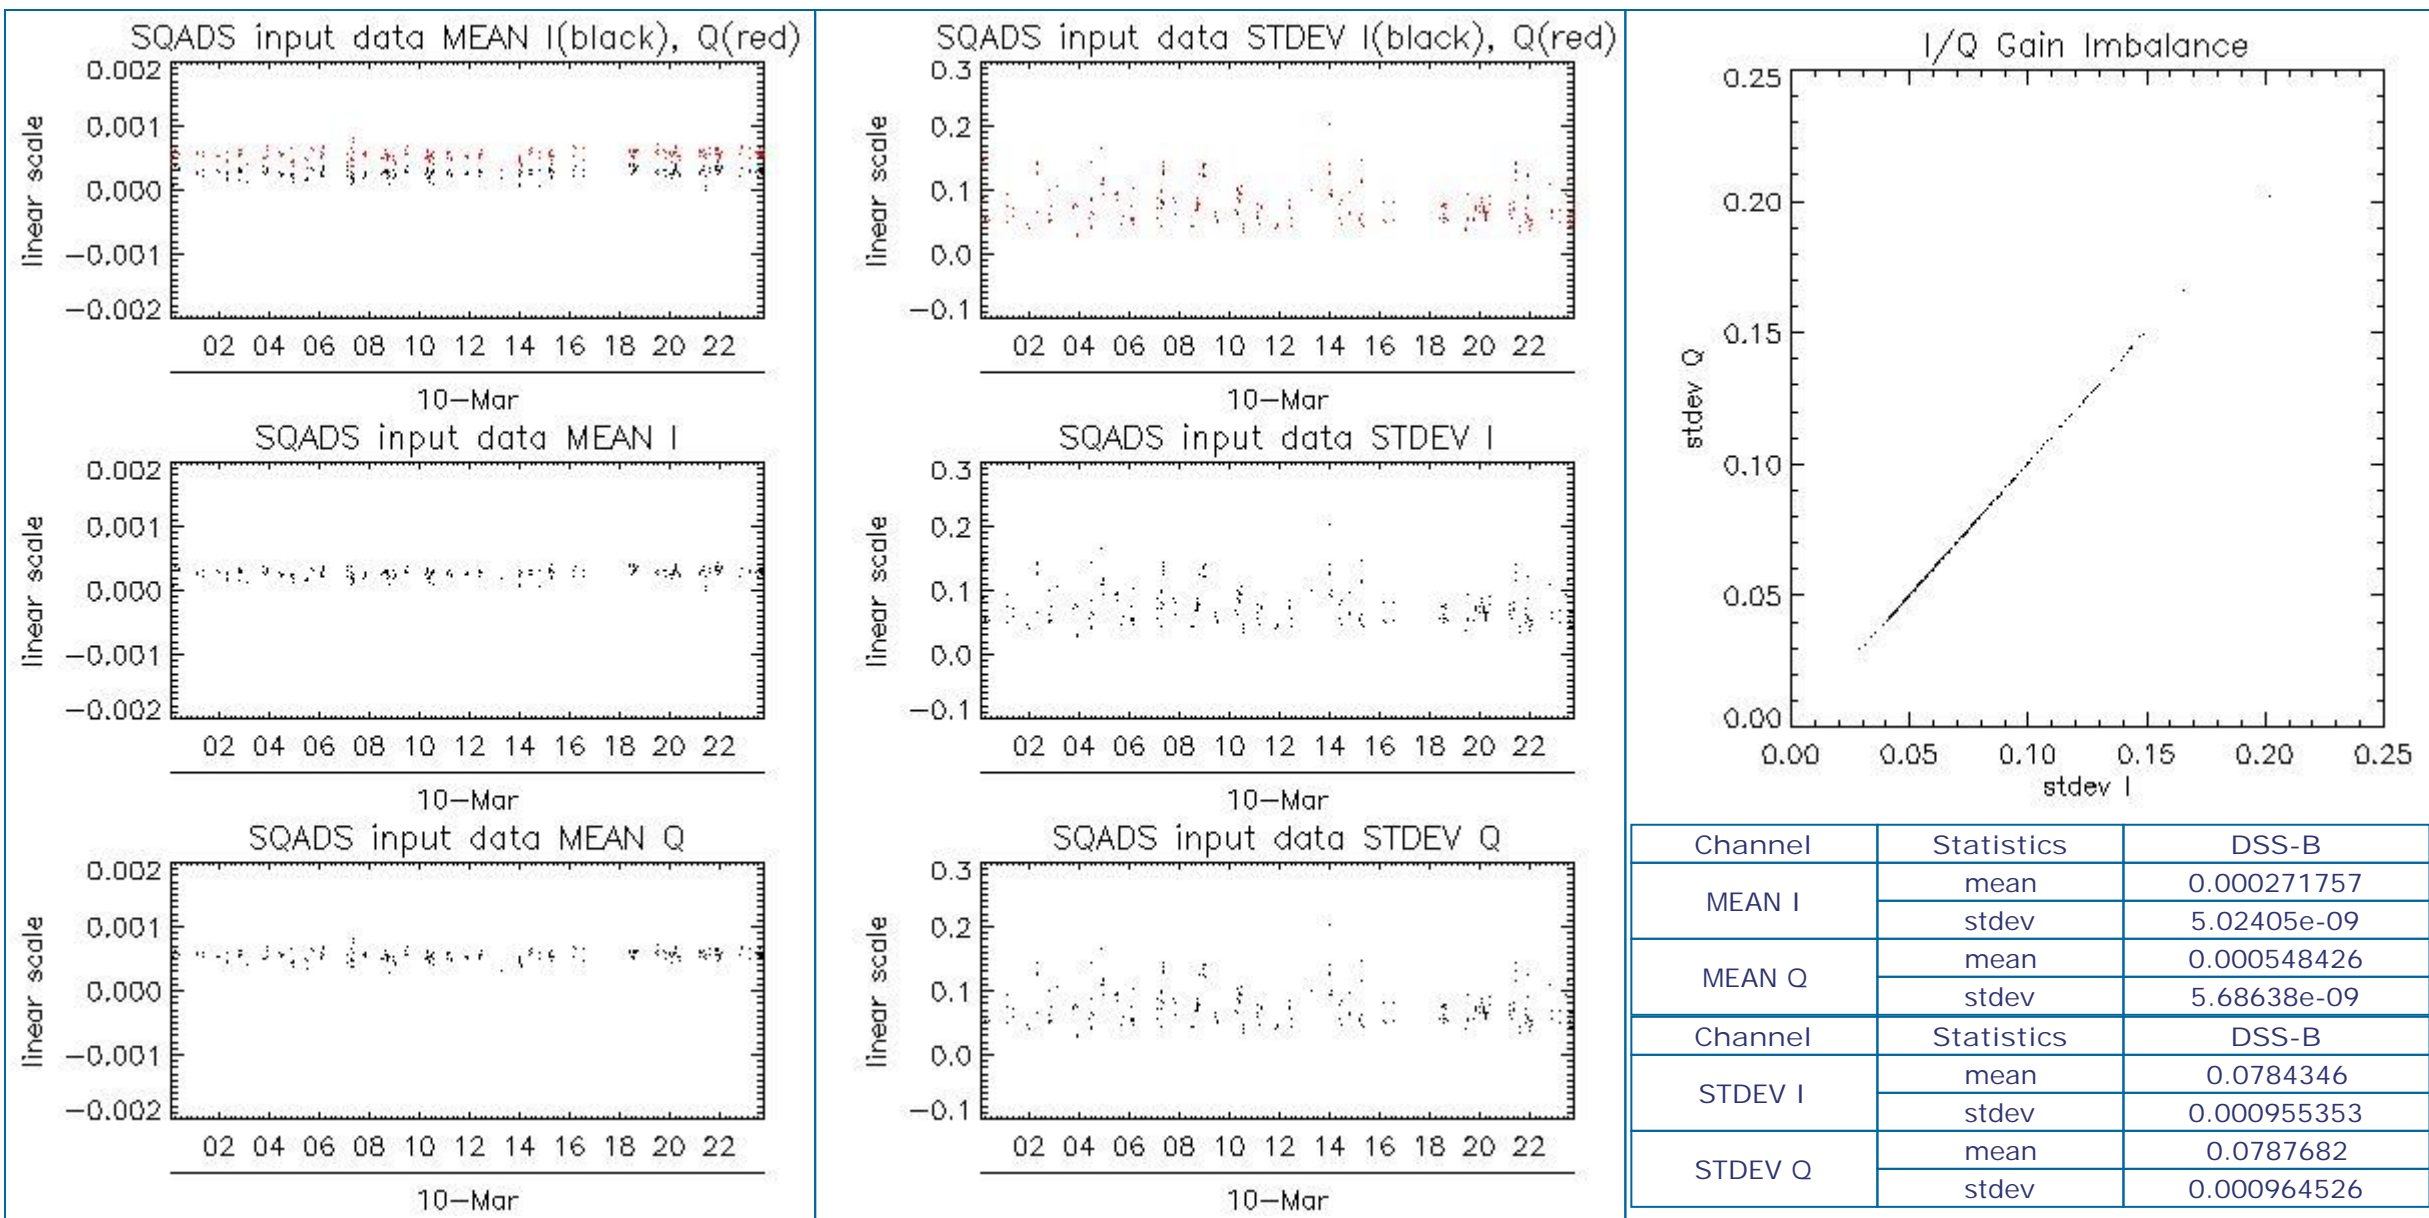 SQADS input data MEAN I(black), Q(red)
0.002
0.001
0.000
−0.001
−0.002
linear scale
02 04 06 08 10 12 14 16 18 20 22
10−Mar
SQADS input data MEAN I
0.002
0.001
0.000
−0.001
−0.002
linear scale
02 04 06 08 10 12 14 16 18 20 22
10−Mar
SQADS input data MEAN Q
0.002
0.001
0.000
−0.001
−0.002
linear scale
02 04 06 08 10 12 14 16 18 20 22
10−Mar
SQADS input data STDEV I(black), Q(red)
0.3
0.2
0.1
0.0
−0.1
linear scale
02 04 06 08 10 12 14 16 18 20 22
10−Mar
SQADS input data STDEV I
0.3
0.2
0.1
0.0
−0.1
linear scale
02 04 06 08 10 12 14 16 18 20 22
10−Mar
SQADS input data STDEV Q
0.3
0.2
0.1
0.0
−0.1
linear scale
02 04 06 08 10 12 14 16 18 20 22
10−Mar
I/Q Gain Imbalance
0.25
0.20
0.15
0.10
0.05
0.00
stdev Q
0.00 0.05 0.10 0.15 0.20 0.25
stdev I
Channel Statistics DSS-B
MEAN I mean 0.000271757
stdev 5.02405e-09
MEAN Q mean 0.000548426
stdev 5.68638e-09
Channel Statistics DSS-B
STDEV I mean 0.0784346
stdev 0.000955353
STDEV Q mean 0.0787682
stdev 0.000964526